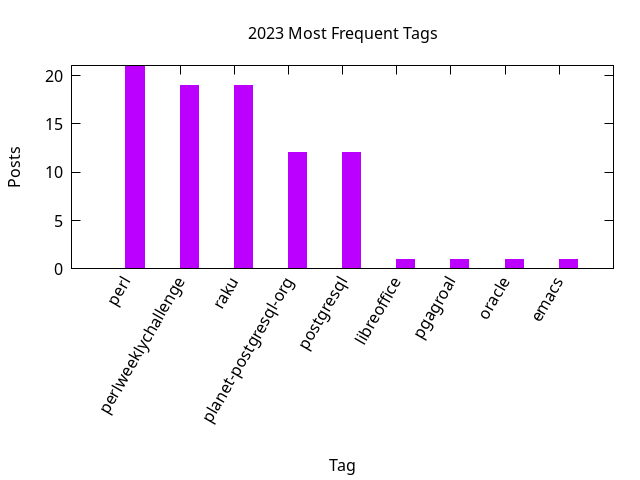 2023 Most Frequent Tags
20
15
10
5
0
Posts
perl
perlweeklychallenge
raku
planet-postgresql-org
postgresql
libreoffice
pgagroal
oracle
emacs
Tag